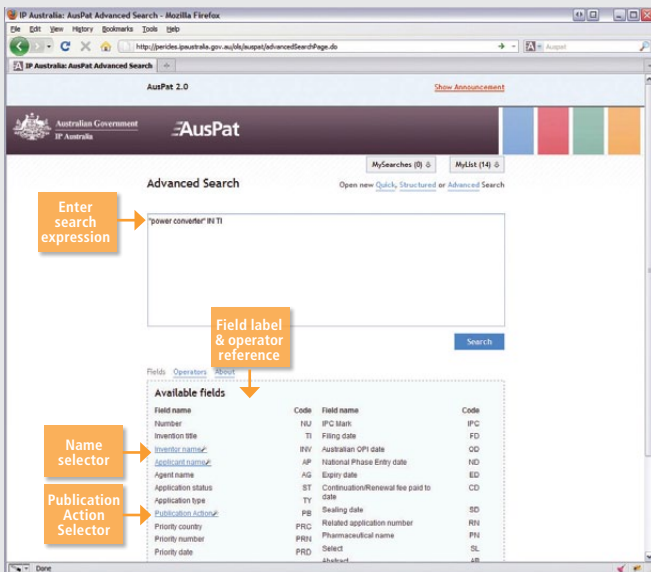 IP Australia: AusPat Advanced Search - Mozilla Firefox
File Edit View History Bookmarks Tools Help
http://pericles.ipaustralia.gov.au/ols/auspat/advancedSearchPage.do
Auspat
IP Australia: AusPat Advanced Search
AusPat 2.0
Show Announcement
Australian Government
IP Australia
AusPat
MySearches (0)
MyList (14)
Advanced Search
Open new Quick, Structured or Advanced Search
Enter
search
expression
"power converter" IN TI
Field label
& operator
reference
Search
Fields Operators About
Available fields
Field name Code Field name Code
Number NU IPC Mark IPC
Invention title TI Filing date FD
Name
selector
Inventor name INV Australian OPI date OD
Applicant name AP National Phase Entry date ND
Agent name AG Expiry date ED
Application status ST Continuation/Renewal fee paid to CD
date
Application type TY
Publication
Action
Selector
Publication Action PB Sealing date SD
Priority country PRC Related application number RN
Priority number PRN Pharmaceutical name PN
Priority date PRD Select SL
Abstract AB
Done